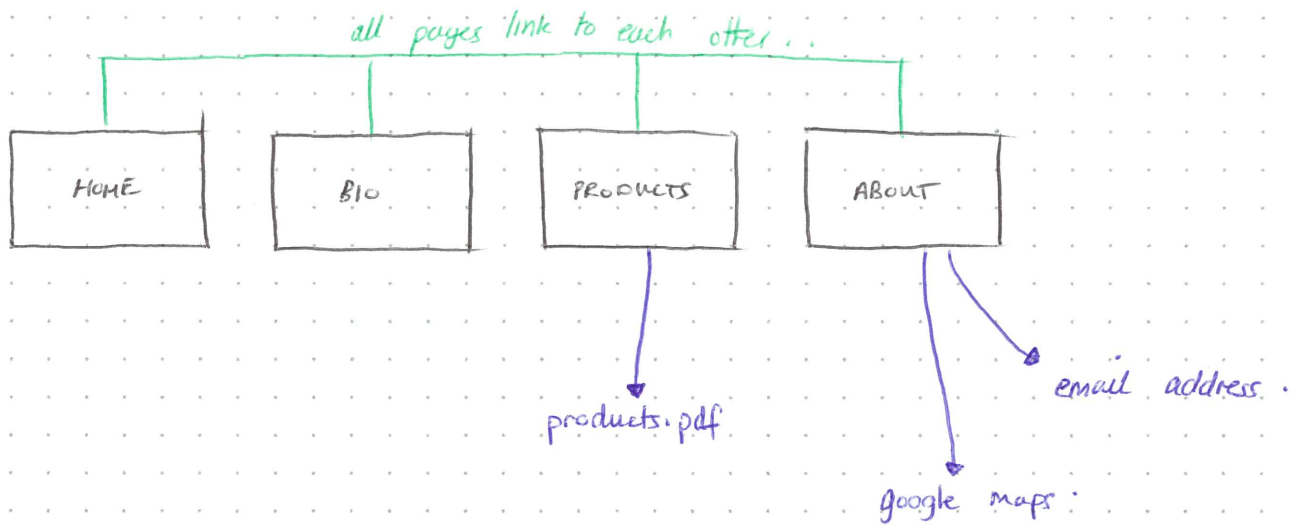 all pages link to each other...
HOME
BIO
PRODUCTS
ABOUT
email address.
products.pdf
google maps.